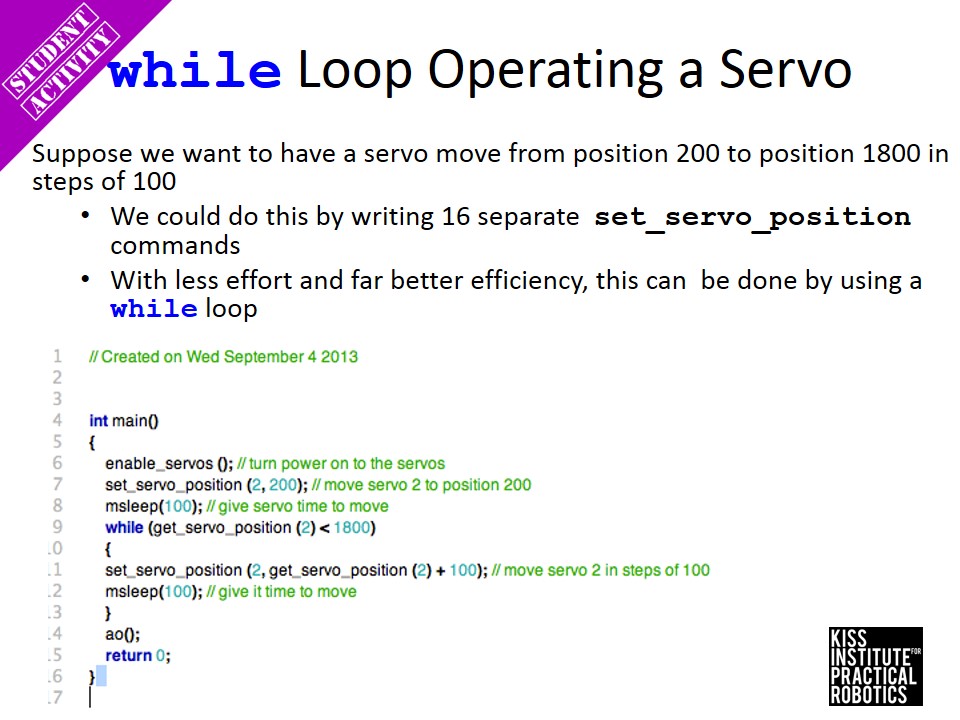 STUDENT
ACTIVITY
while Loop Operating a Servo
Suppose we want to have a servo move from position 200 to position 1800 in
steps of 100
• We could do this by writing 16 separate set_servo_position
commands
• With less effort and far better efficiency, this can be done by using a
while loop
1 // Created on Wed September 4 2013
2
3
4 int main()
5 {
6 enable_servos (); // turn power on to the servos
7 set_servo_position (2, 200); // move servo 2 to position 200
8 msleep(100); // give servo time to move
9 while (get_servo_position (2) < 1800)
.0 {
.1 set_servo_position (2, get_servo_position (2) + 100); // move servo 2 in steps of 100
.2 msleep(100); // give it time to move
.3 }
.4 ao();
.5 return 0;
.6 }
.7
KISS
INSTITUTE FOR
PRACTICAL
ROBOTICS